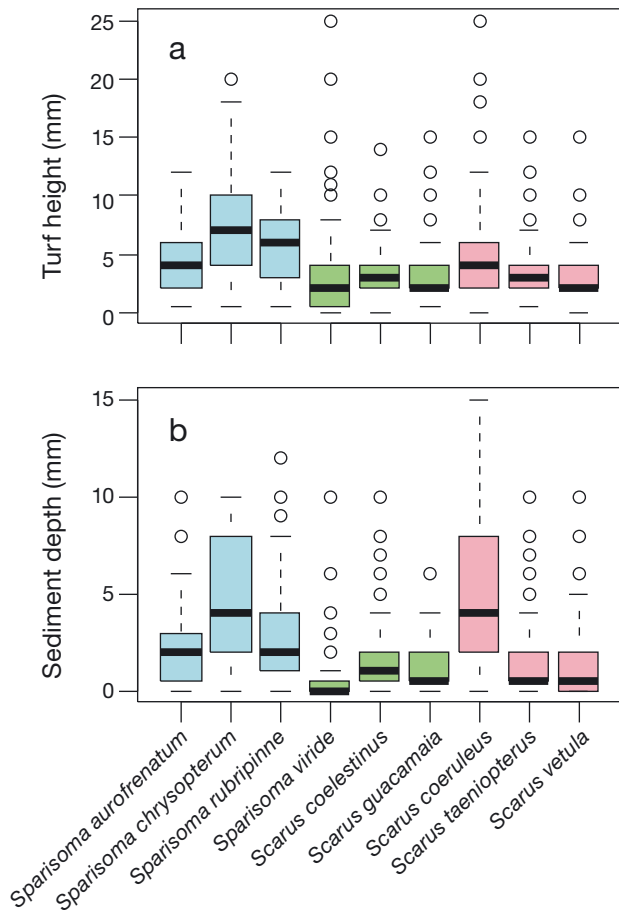 a
Turf height (mm)
25
20
15
10
5
0
b
Sediment depth (mm)
15
10
5
0
Sparisoma aurofrenatum
Sparisoma chrysopterum
Sparisoma rubripinne
Sparisoma viride
Scarus coelestinus
Scarus guacamaia
Scarus coeruleus
Scarus taeniopterus
Scarus vetula